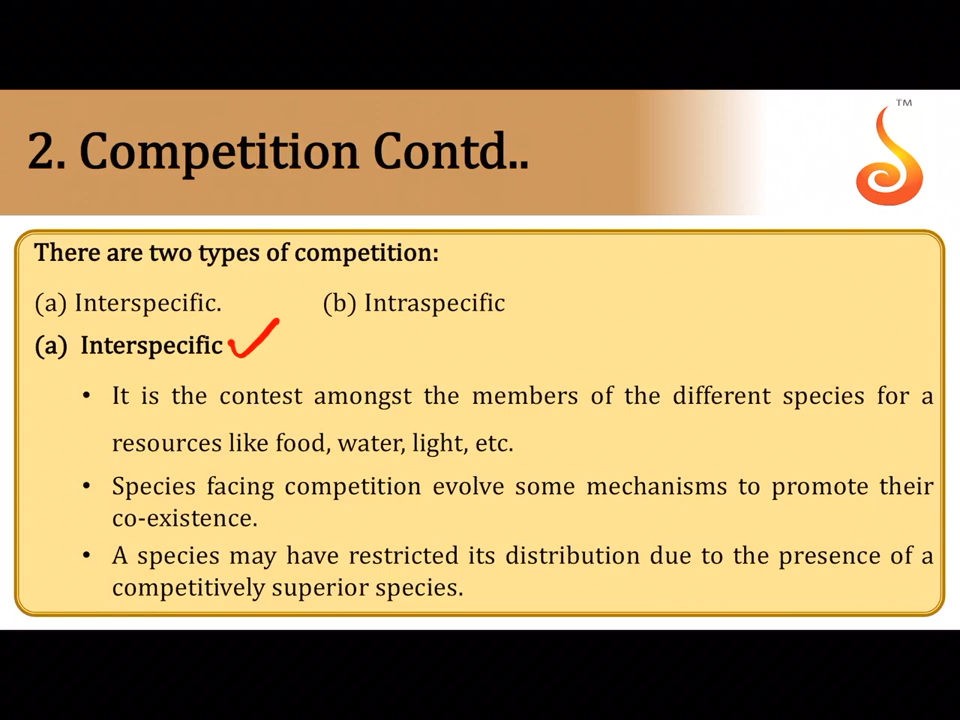 2. Competition Contd..
TM
There are two types of competition:
(a) Interspecific. (b) Intraspecific
(a) Interspecific
• It is the contest amongst the members of the different species for a
resources like food, water, light, etc.
• Species facing competition evolve some mechanisms to promote their
co-existence.
• A species may have restricted its distribution due to the presence of a
competitively superior species.